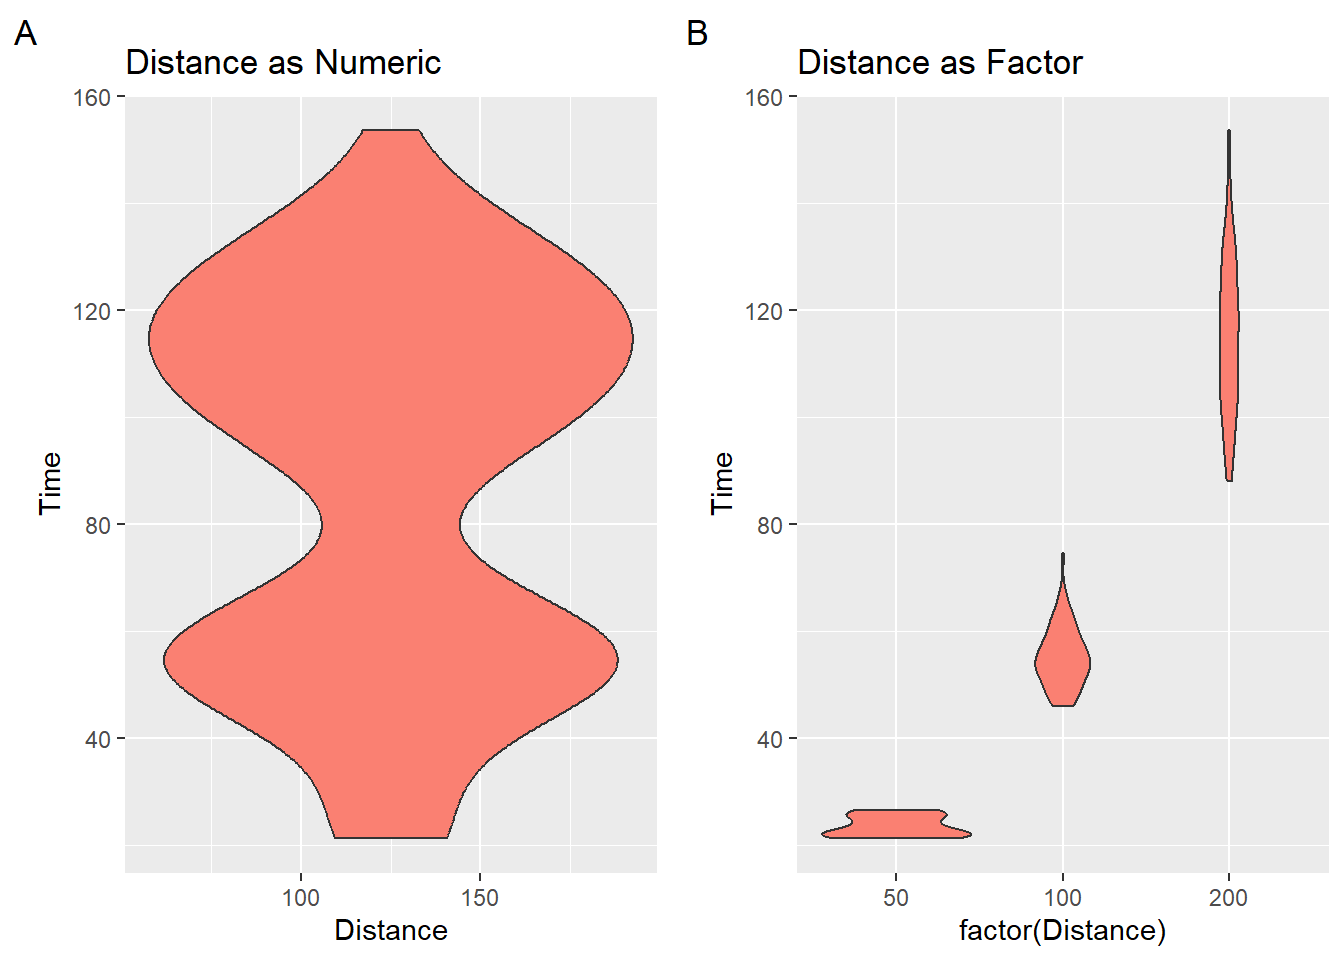 A
Distance as Numeric
160
120
80
40
Time
100 150
Distance
B
Distance as Factor
160
120
80
40
Time
50 100 200
factor(Distance)